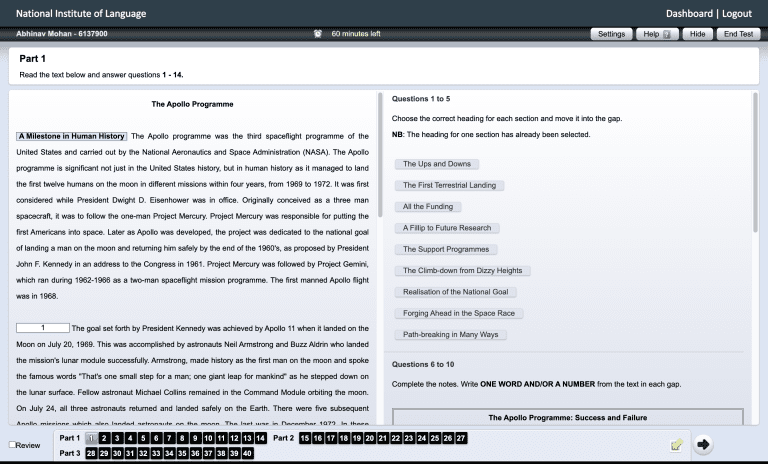 National Institute of Language
Dashboard | Logout
Abhinav Mohan - 6137900
60 minutes left
Settings
Help ?
Hide
End Test
Part 1
Read the text below and answer questions 1 - 14.
The Apollo Programme
A Milestone in Human History The Apollo programme was the third spaceflight programme of the
United States and carried out by the National Aeronautics and Space Administration (NASA). The Apollo
programme is significant not just in the United States history, but in human history as it managed to land
the first twelve humans on the moon in different missions within four years, from 1969 to 1972. It was first
considered while President Dwight D. Eisenhower was in office. Originally conceived as a three man
spacecraft, it was to follow the one-man Project Mercury. Project Mercury was responsible for putting the
first Americans into space. Later as Apollo was developed, the project was dedicated to the national goal
of landing a man on the moon and returning him safely by the end of the 1960's, as proposed by President
John F. Kennedy in an address to the Congress in 1961. Project Mercury was followed by Project Gemini,
which ran during 1962-1966 as a two-man spaceflight mission programme. The first manned Apollo flight
was in 1968.
1 The goal set forth by President Kennedy was achieved by Apollo 11 when it landed on the
Moon on July 20, 1969. This was accomplished by astronauts Neil Armstrong and Buzz Aldrin who landed
the mission's lunar module successfully. Armstrong, made history as the first man on the moon and spoke
the famous words "That's one small step for a man; one giant leap for mankind" as he stepped down on
the lunar surface. Fellow astronaut Michael Collins remained in the Command Module orbiting the moon.
On July 24, all three astronauts returned and landed safely on the Earth. There were five subsequent
Apollo missions which also landed astronauts on the moon. The last was in December 1972. In these
Questions 1 to 5
Choose the correct heading for each section and move it into the gap.
NB: The heading for one section has already been selected.
The Ups and Downs
The First Terrestrial Landing
All the Funding
A Fillip to Future Research
The Support Programmes
The Climb-down from Dizzy Heights
Realisation of the National Goal
Forging Ahead in the Space Race
Path-breaking in Many Ways
Questions 6 to 10
Complete the notes. Write ONE WORD AND/OR A NUMBER from the text in each gap.
The Apollo Programme: Success and Failure
Review
Part 1 1 2 3 4 5 6 7 8 9 10 11 12 13 14 Part 2 15 16 17 18 19 20 21 22 23 24 25 26 27
Part 3 28 29 30 31 32 33 34 35 36 37 38 39 40